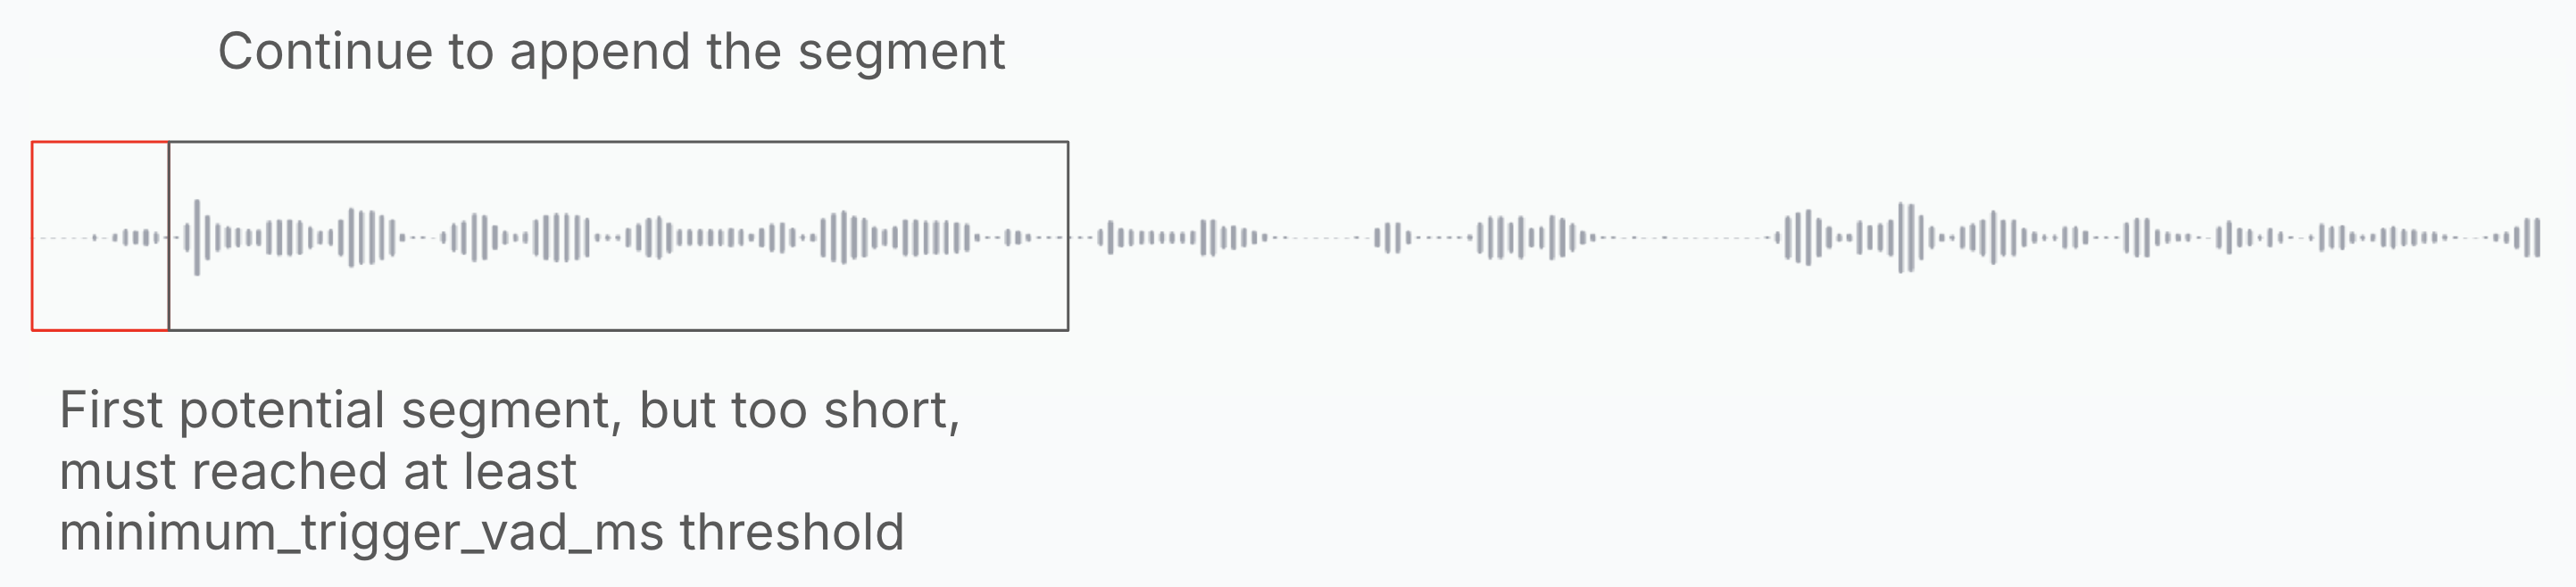 Continue to append the segment
First potential segment, but too short,
must reached at least
minimum_trigger_vad_ms threshold